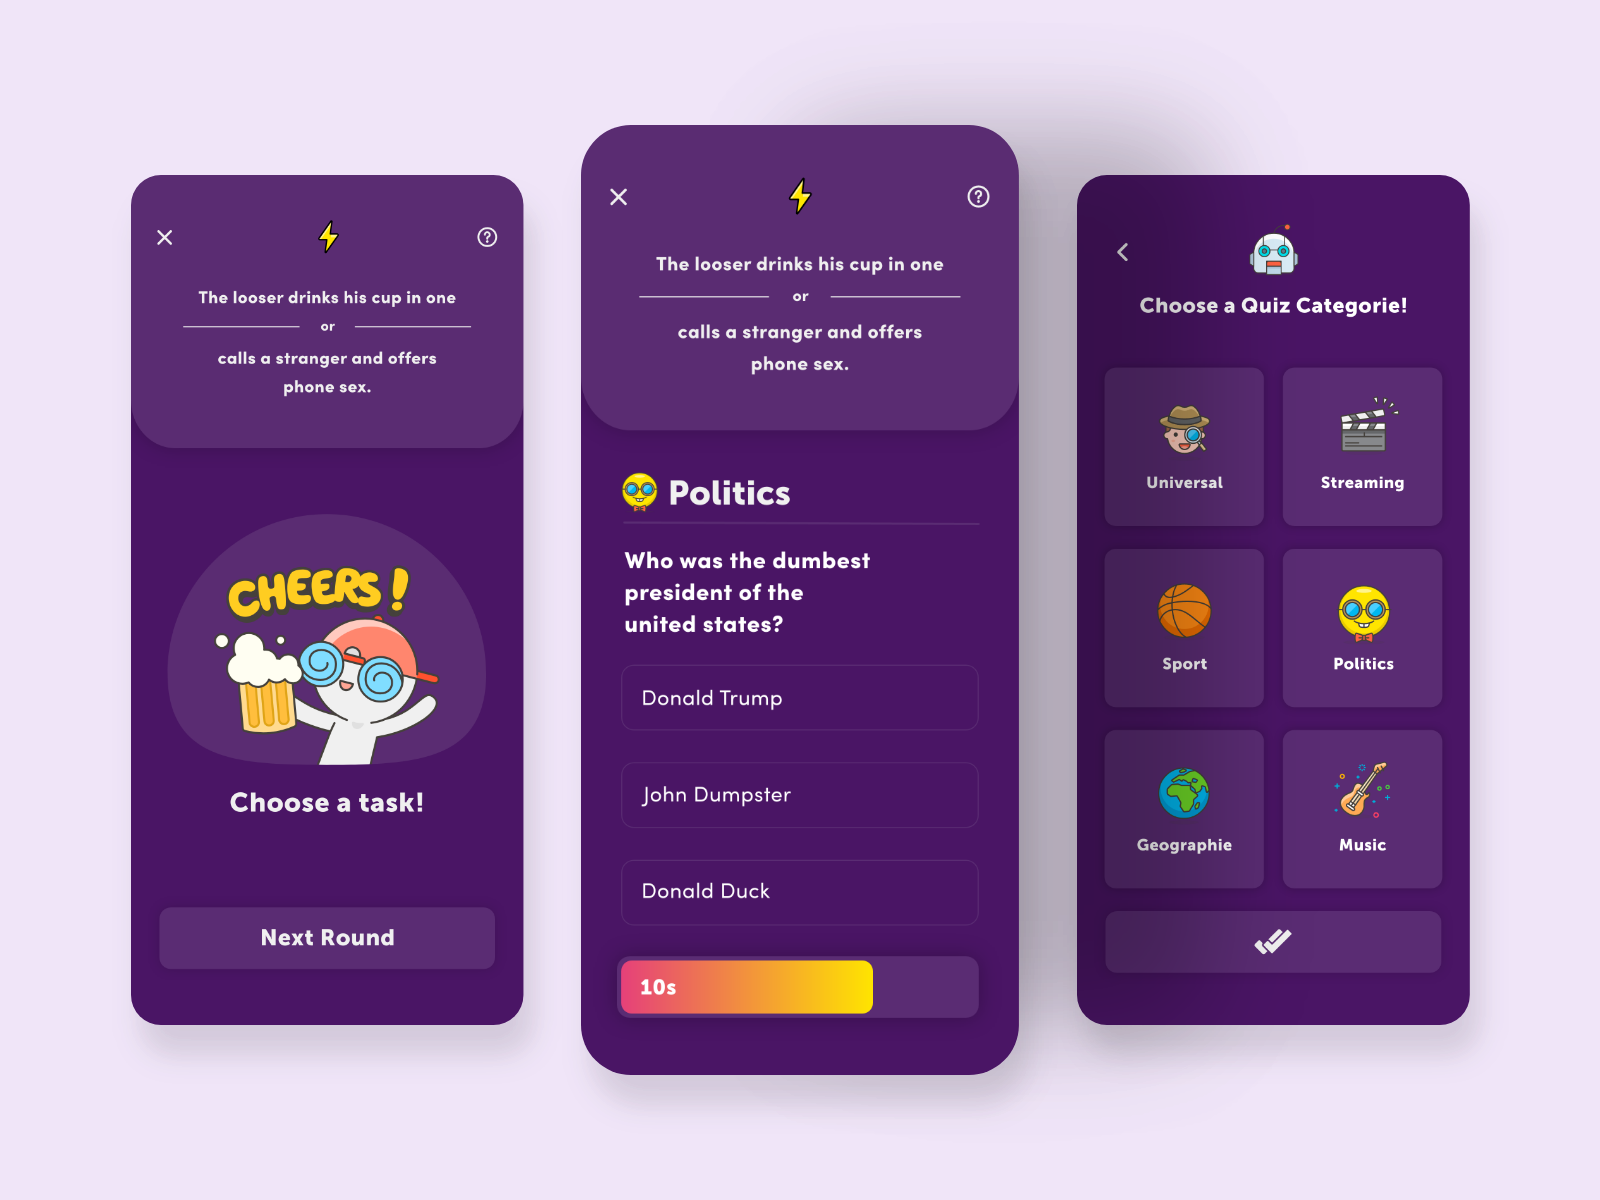 The looser drinks his cup in one
or
calls a stranger and offers
phone sex.
CHEERS!
Choose a task!
Next Round
The looser drinks his cup in one
or
calls a stranger and offers
phone sex.
Politics
Who was the dumbest
president of the
united states?
Donald Trump
John Dumpster
Donald Duck
10s
Choose a Quiz Categorie!
Universal
Streaming
Sport
Politics
Geographie
Music